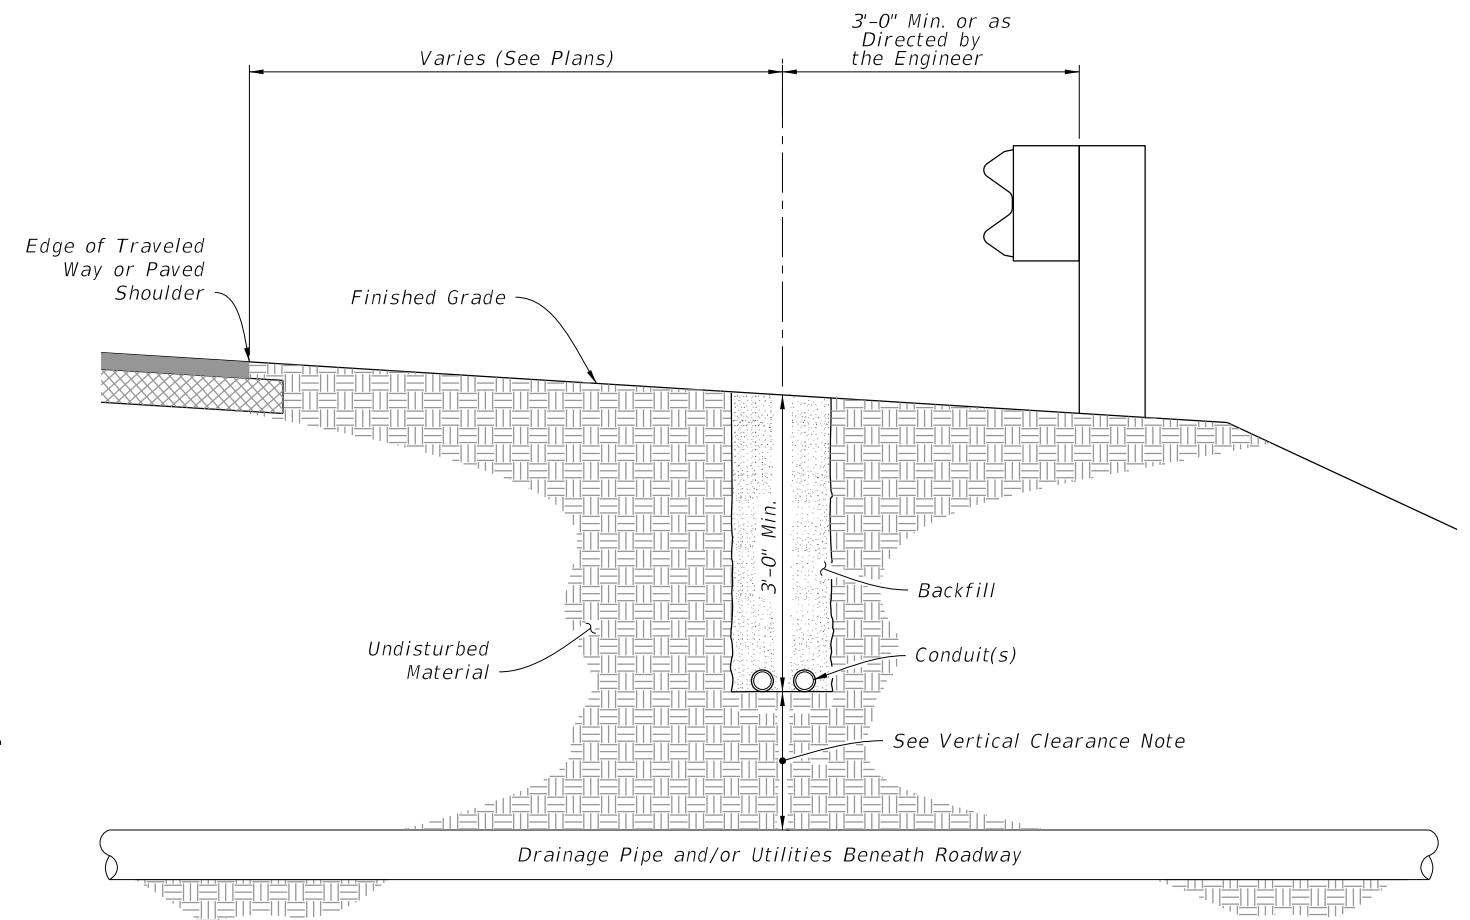 3'-0" Min. or as
Directed by
the Engineer
Varies (See Plans)
Edge of Traveled
Way or Paved
Shoulder
Finished Grade
3'-0" Min.
Backfill
Undisturbed
Material
Conduit(s)
See Vertical Clearance Note
Drainage Pipe and/or Utilities Beneath Roadway